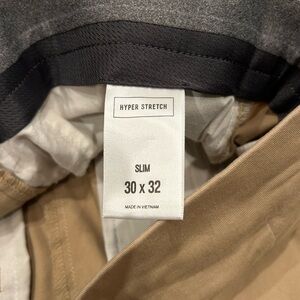 HYPER STRETCH
SLIM
30 x 32
MADE IN VIETNAM